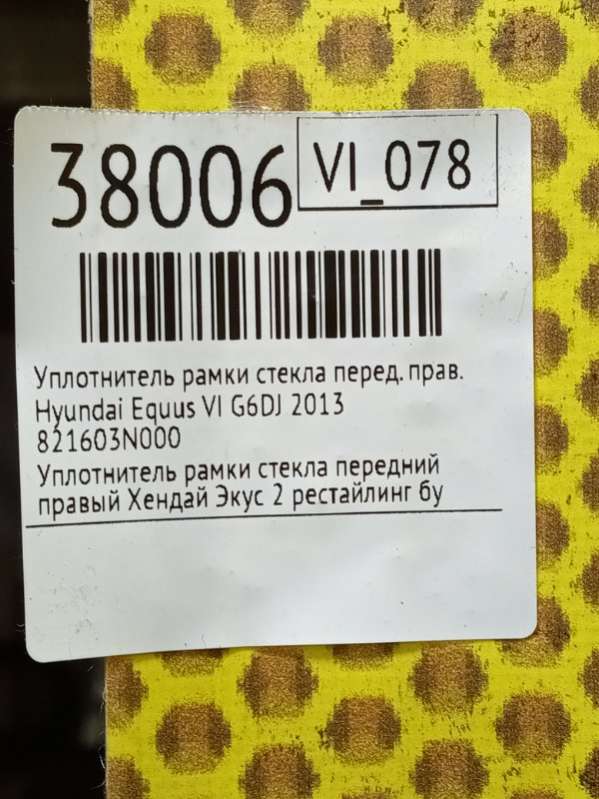 38006 VI_078
Уплотнитель рамки стекла перед. прав.
Hyundai Equus VI G6DJ 2013
821603N000
Уплотнитель рамки стекла передний
правый Хендай Экус 2 рестайлинг бу